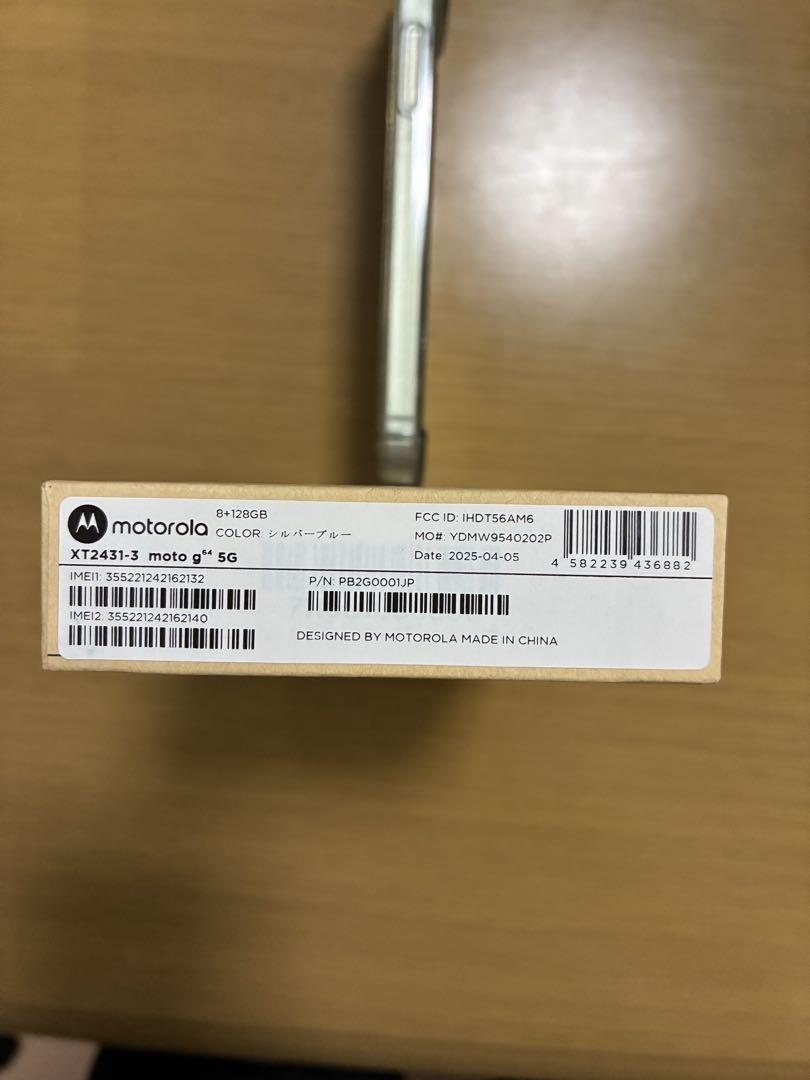 motorola
8+128GB
COLOR: シルバーブルー
XT2431-3 moto g64 5G
FCC ID: IHDT56AM6
MO#: YDMW9540202P
Date: 2025-04-05
4 582239 436882
IMEI1: 355221242162132
IMEI2: 355221242162140
P/N: PB2G0001JP
DESIGNED BY MOTOROLA MADE IN CHINA